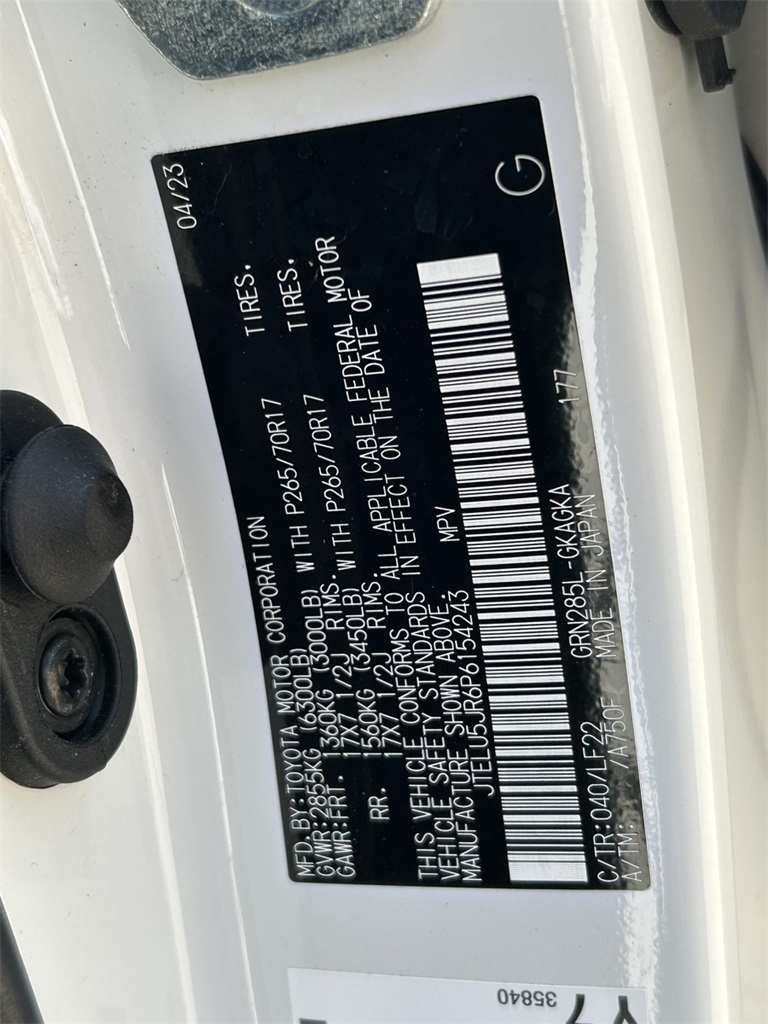 04/23
MFD.BY:TOYOTA MOTOR CORPORATION
GVWR:2855KG (6300LB)
GAWR:FRT. 1360KG (3000LB) WITH P265/70R17 TIRES.
17X7 1/2J RIMS.
RR. 1560KG (3450LB) WITH P265/70R17 TIRES.
17X7 1/2J RIMS.
THIS VEHICLE CONFORMS TO ALL APPLICABLE FEDERAL MOTOR
VEHICLE SAFETY STANDARDS IN EFFECT ON THE DATE OF
MANUFACTURE SHOWN ABOVE.
JTELU5JR6P6154243 MPV
G
C/TR:040/LF22 GRN285L-GKAGKA 177
A/TM: /A750F MADE IN JAPAN
35840